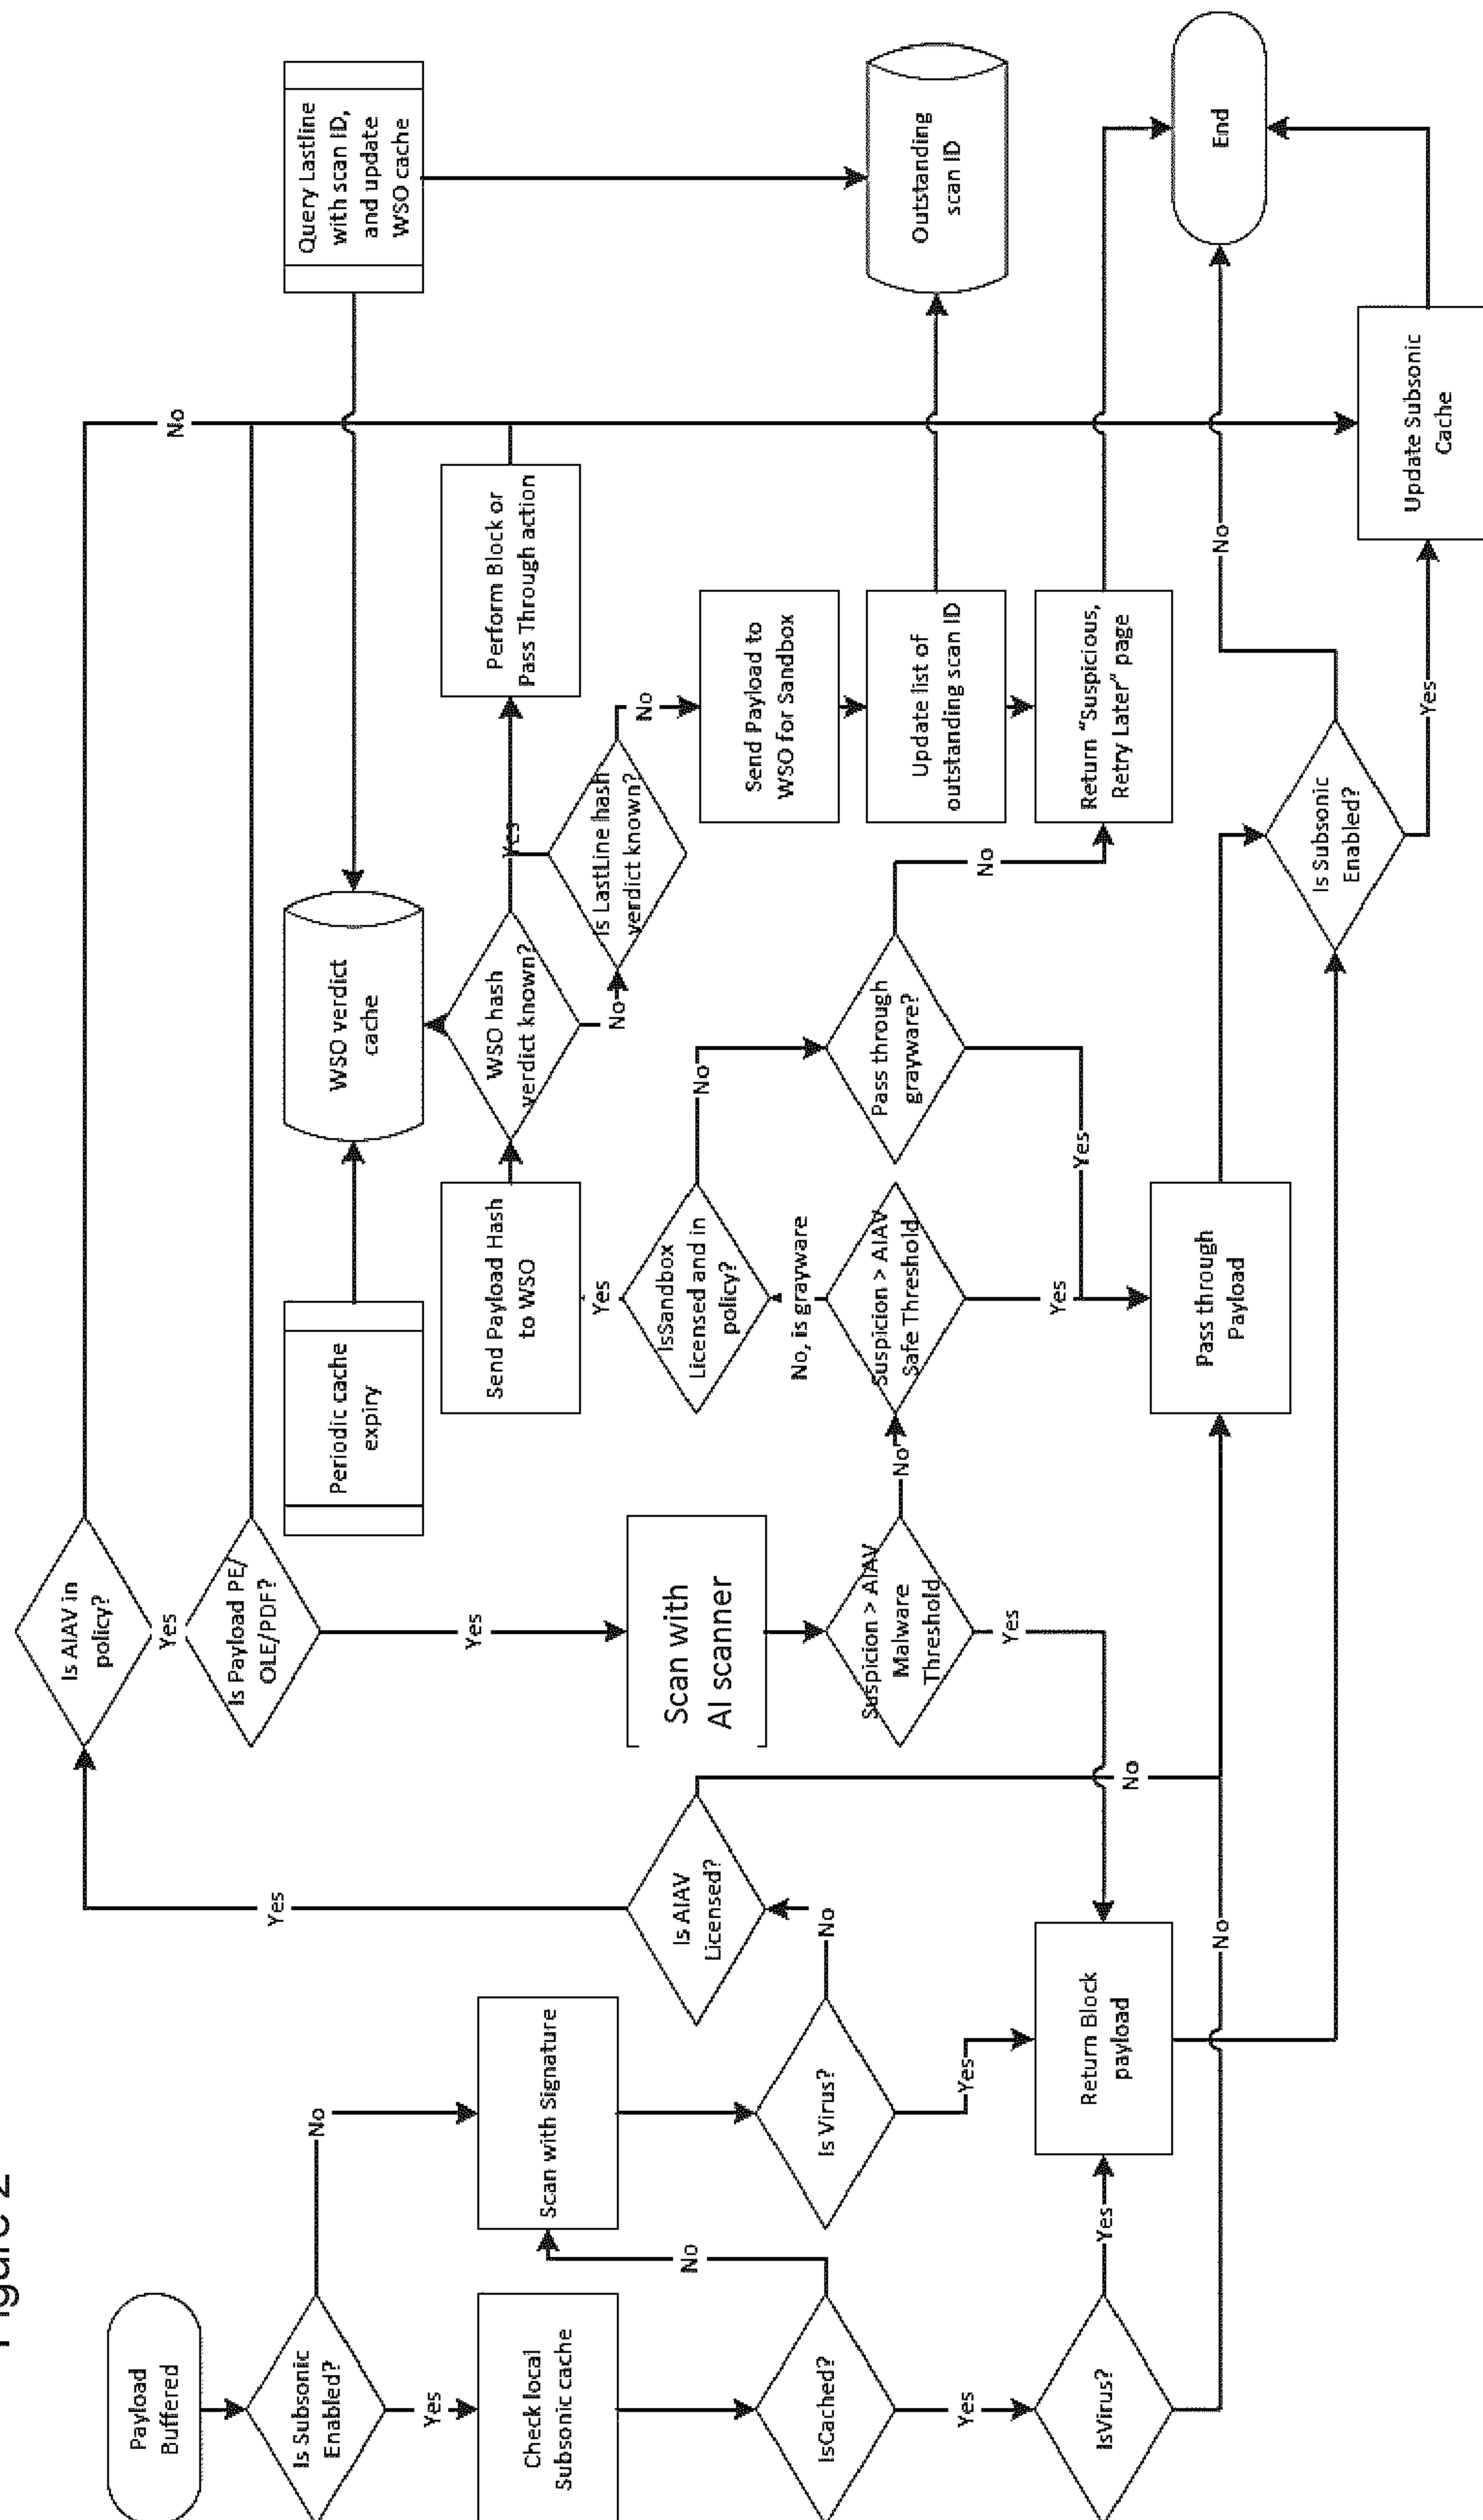 Figure 2
Payload
Buffered
Is Subsonic
Enabled?
Yes
No
Check local
Subsonic cache
IsCached?
No
Yes
IsVirus?
Yes
No
Scan with Signature
Is Virus?
Yes
No
Return Block
payload
Is AIAV
Licensed?
Yes
No
Is AIAV in
policy?
No
Yes
Is Payload PE/
OLE/PDF?
Yes
Scan with
AI scanner
Suspicion > AIAV
Malware
Threshold
Yes
No
Suspicion > AIAV
Safe Threshold
Yes
No, is grayware
IsSandbox
Licensed and in
policy?
Yes
No
Pass through
grayware?
Yes
No
Pass through
Payload
Send Payload Hash
to WSO
Periodic cache
expiry
WSO verdict
cache
WSO hash
verdict known?
Yes
No
Is LastLine hash
verdict known?
No
Perform Block or
Pass Through action
Send Payload to
WSO for Sandbox
Update list of
outstanding scan ID
Return “Suspicious,
Retry Later” page
Query Lastline
with scan ID,
and update
WSO cache
Outstanding
scan ID
Is Subsonic
Enabled?
No
Yes
Update Subsonic
Cache
End